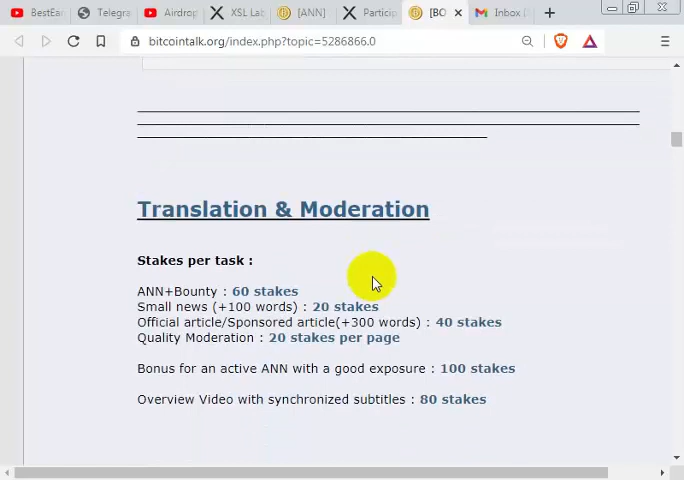 BestEar
Telegra
Airdrop
XSL Lab
[ANN]
Particip
[BO
Inbox (
bitcointalk.org/index.php?topic=5286866.0
Translation & Moderation
Stakes per task :
ANN+Bounty : 60 stakes
Small news (+100 words) : 20 stakes
Official article/Sponsored article(+300 words) : 40 stakes
Quality Moderation : 20 stakes per page
Bonus for an active ANN with a good exposure : 100 stakes
Overview Video with synchronized subtitles : 80 stakes